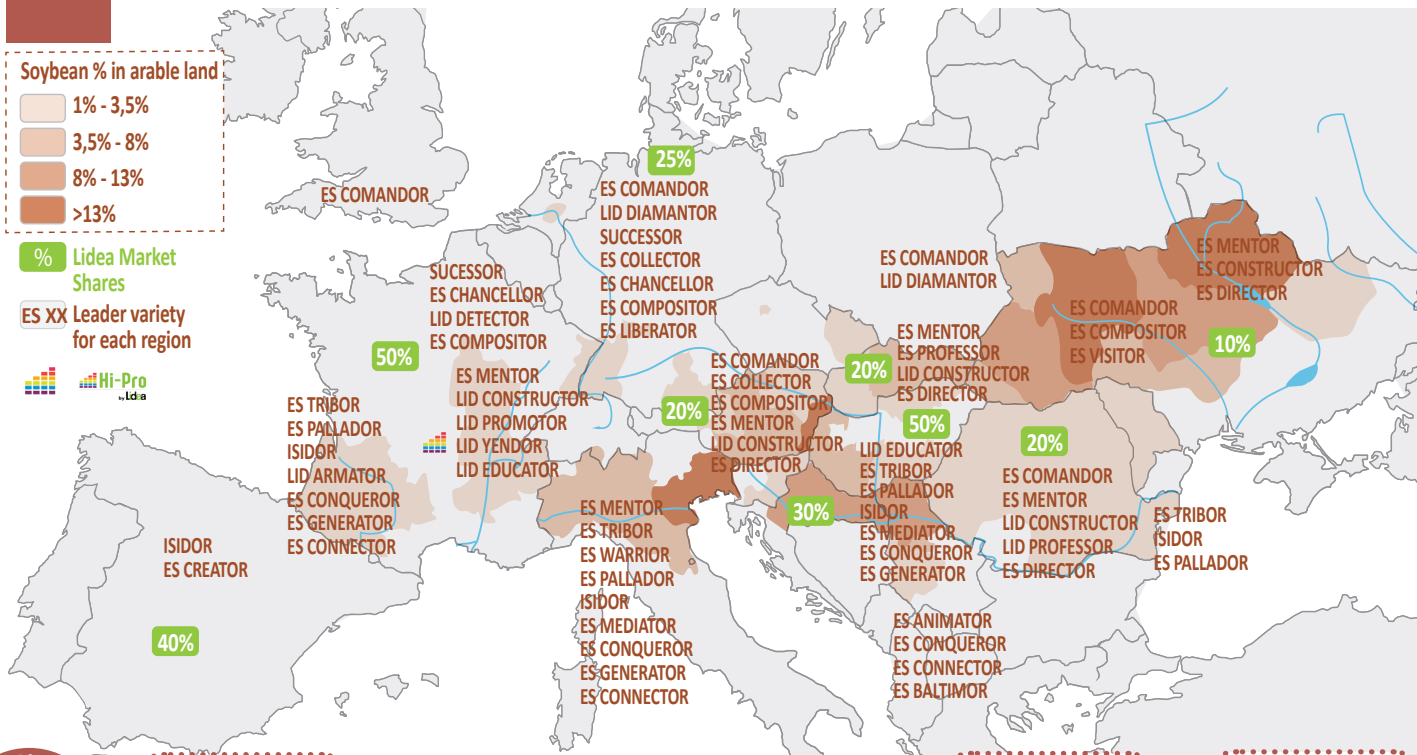 Soybean % in arable land
1% - 3,5%
3,5% - 8%
8% - 13%
>13%
% Lidea Market
Shares
ES XX Leader variety
for each region
Hi-Pro
by Lidea
ES COMANDOR
25%
ES COMANDOR
LID DIAMANTOR
SUCCESSOR
ES COLLECTOR
ES CHANCELLOR
ES COMPOSITOR
ES LIBERATOR
SUCESSOR
ES CHANCELLOR
LID DETECTOR
ES COMPOSITOR
50%
ES MENTOR
LID CONSTRUCTOR
LID PROMOTOR
LID YENDOR
LID EDUCATOR
ES TRIBOR
ES PALLADOR
ISIDOR
LID ARMATOR
ES CONQUEROR
ES GENERATOR
ES CONNECTOR
ISIDOR
ES CREATOR
40%
ES COMANDOR
LID DIAMANTOR
ES MENTOR
ES CONSTRUCTOR
ES DIRECTOR
ES COMANDOR
ES COMPOSITOR
ES VISITOR
10%
ES MENTOR
ES PROFESSOR
LID CONSTRUCTOR
ES DIRECTOR
20%
ES COMANDOR
ES COLLECTOR
ES COMPOSITOR
ES MENTOR
LID CONSTRUCTOR
ES DIRECTOR
20%
50%
LID EDUCATOR
ES TRIBOR
ES PALLADOR
ISIDOR
ES MEDIATOR
ES CONQUEROR
ES GENERATOR
30%
20%
ES COMANDOR
ES MENTOR
LID CONSTRUCTOR
LID PROFESSOR
ES DIRECTOR
ES TRIBOR
ISIDOR
ES PALLADOR
ES MENTOR
ES TRIBOR
ES WARRIOR
ES PALLADOR
ISIDOR
ES MEDIATOR
ES CONQUEROR
ES GENERATOR
ES CONNECTOR
ES ANIMATOR
ES CONQUEROR
ES CONNECTOR
ES BALTIMOR